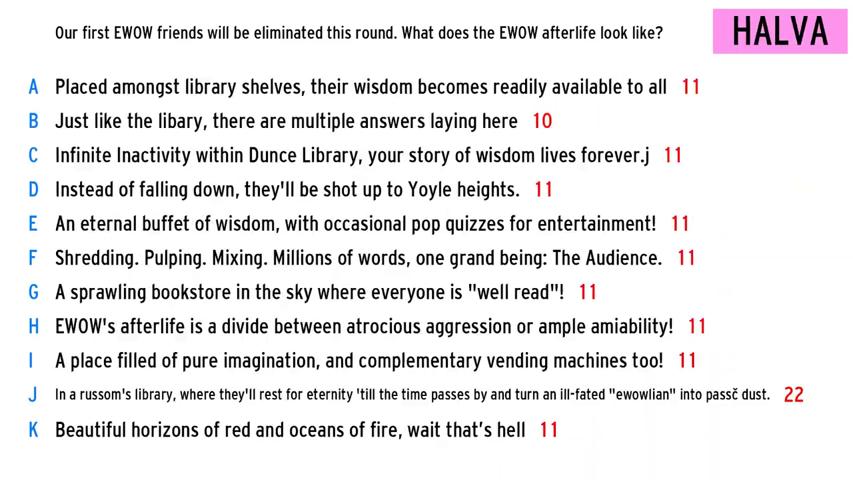 Our first EWOW friends will be eliminated this round. What does the EWOW afterlife look like?
HALVA
A Placed amongst library shelves, their wisdom becomes readily available to all 11
B Just like the libary, there are multiple answers laying here 10
C Infinite Inactivity within Dunce Library, your story of wisdom lives forever.j 11
D Instead of falling down, they'll be shot up to Yoyle heights. 11
E An eternal buffet of wisdom, with occasional pop quizzes for entertainment! 11
F Shredding. Pulping. Mixing. Millions of words, one grand being: The Audience. 11
G A sprawling bookstore in the sky where everyone is "well read"! 11
H EWOW's afterlife is a divide between atrocious aggression or ample amiability! 11
I A place filled of pure imagination, and complementary vending machines too! 11
J In a russom's library, where they'll rest for eternity 'till the time passes by and turn an ill-fated "ewowlian" into passč dust. 22
K Beautiful horizons of red and oceans of fire, wait that’s hell 11